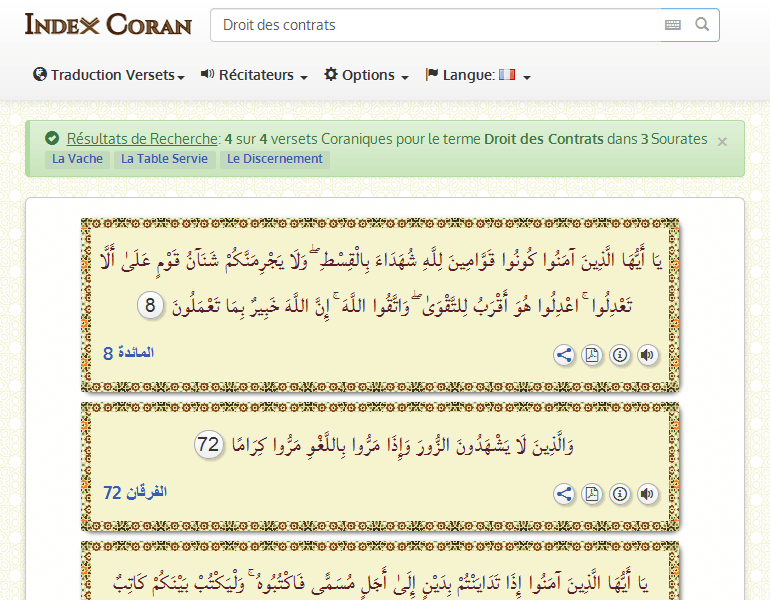 INDEX CORAN
Droit des contrats
Traduction Versets Récitateurs Options Langue:
Résultats de Recherche: 4 sur 4 versets Coraniques pour le terme Droit des Contrats dans 3 Sourates ×
La Vache La Table Servie Le Discernement
يَا أَيُّهَا الَّذِينَ آمَنُوا كُونُوا قَوَّامِينَ لِلَّهِ شُهَدَاءَ بِالْقِسْطِ ۖ وَلَا يَجْرِمَنَّكُمْ شَنَآنُ قَوْمٍ عَلَىٰ أَلَّا
تَعْدِلُوا ۚ اعْدِلُوا هُوَ أَقْرَبُ لِلتَّقْوَىٰ ۖ وَاتَّقُوا اللَّهَ ۚ إِنَّ اللَّهَ خَبِيرٌ بِمَا تَعْمَلُونَ 8
المائدة 8
وَالَّذِينَ لَا يَشْهَدُونَ الزُّورَ وَإِذَا مَرُّوا بِاللَّغْوِ مَرُّوا كِرَامًا 72
الفرقان 72
يَا أَيُّهَا الَّذِينَ آمَنُوا إِذَا تَدَايَنْتُمْ بِدَيْنٍ إِلَىٰ أَجَلٍ مُسَمًّى فَاكْتُبُوهُ ۚ وَلْيَكْتُبْ بَيْنَكُمْ كَاتِبٌ